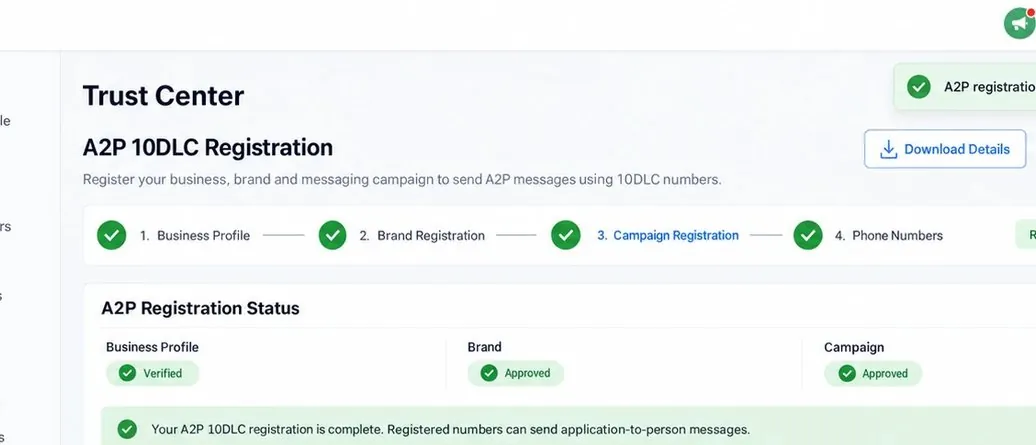 Trust Center
A2P registratio
A2P 10DLC Registration
Download Details
Register your business, brand and messaging campaign to send A2P messages using 10DLC numbers.
1. Business Profile
2. Brand Registration
3. Campaign Registration
4. Phone Numbers
R
A2P Registration Status
Business Profile
Brand
Campaign
Verified
Approved
Approved
Your A2P 10DLC registration is complete. Registered numbers can send application-to-person messages.
le
rs
s
s